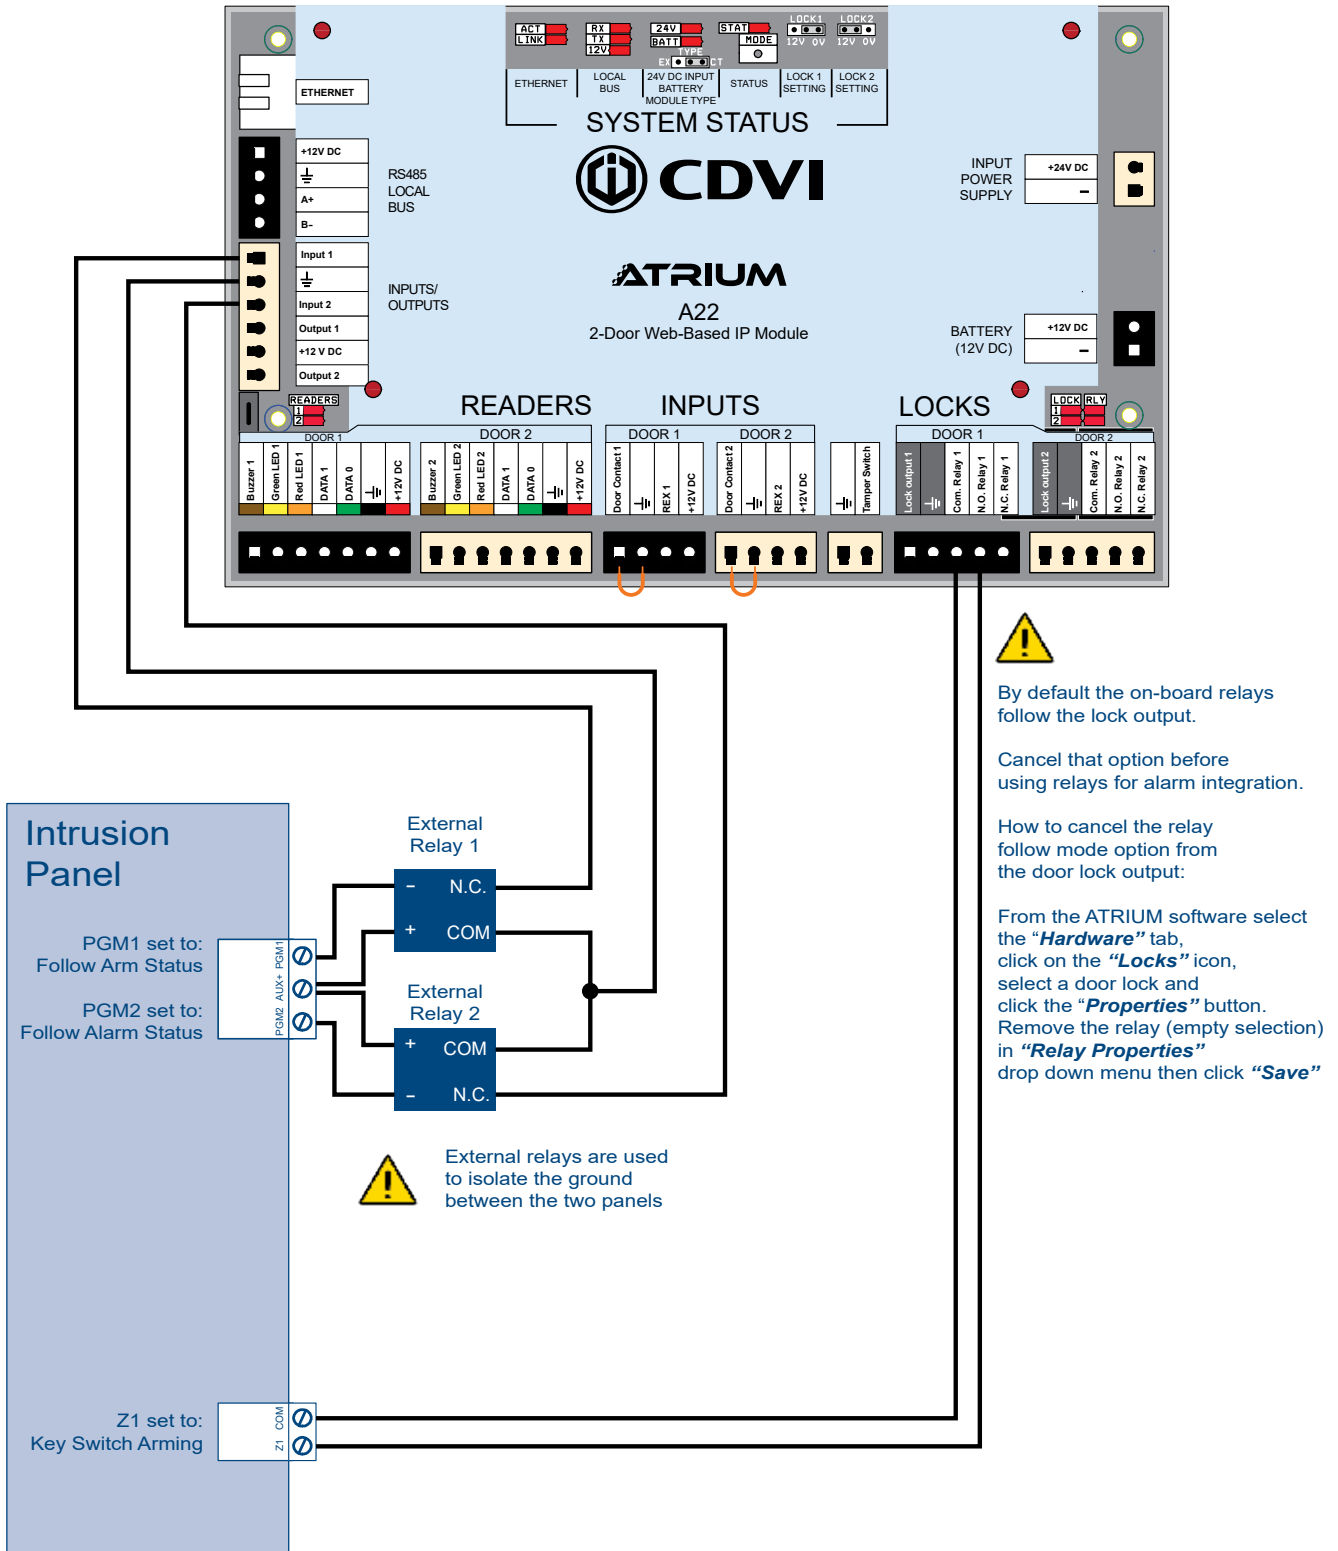 ACT
LINK
RX
TX
12V
24V
BATT
TYPE
EX CT
STAT
MODE
LOCK1 LOCK2
12V 0V 12V 0V
ETHERNET
LOCAL
BUS
24V DC INPUT
BATTERY
MODULE TYPE
STATUS
LOCK 1
SETTING
LOCK 2
SETTING
SYSTEM STATUS
CDVI
ATRIUM
A22
2-Door Web-Based IP Module
ETHERNET
+12V DC
A+
B-
RS485
LOCAL
BUS
Input 1
Input 2
Output 1
+12 V DC
Output 2
INPUTS/
OUTPUTS
INPUT
POWER
SUPPLY
+24V DC
–
BATTERY
(12V DC)
+12V DC
–
READERS
1
2
LOCK RLY
1
2
READERS INPUTS LOCKS
DOOR 1
DOOR 2
DOOR 1
DOOR 2
DOOR 1
DOOR 2
Buzzer 1
Green LED 1
Red LED 1
DATA 1
DATA 0
+12V DC
Buzzer 2
Green LED 2
Red LED 2
DATA 1
DATA 0
+12V DC
Door Contact 1
REX 1
+12V DC
Door Contact 2
REX 2
+12V DC
Tamper Switch
Lock output 1
Com. Relay 1
N.O. Relay 1
N.C. Relay 1
Lock output 2
Com. Relay 2
N.O. Relay 2
N.C. Relay 2
By default the on-board relays
follow the lock output.
Cancel that option before
using relays for alarm integration.
How to cancel the relay
follow mode option from
the door lock output:
From the ATRIUM software select
the “Hardware” tab,
click on the “Locks” icon,
select a door lock and
click the “Properties” button.
Remove the relay (empty selection)
in “Relay Properties”
drop down menu then click “Save”
Intrusion
Panel
PGM1 set to:
Follow Arm Status
PGM2 set to:
Follow Alarm Status
PGM1
AUX+
PGM2
External
Relay 1
– N.C.
+ COM
External
Relay 2
+ COM
– N.C.
External relays are used
to isolate the ground
between the two panels
Z1 set to:
Key Switch Arming
COM
Z1